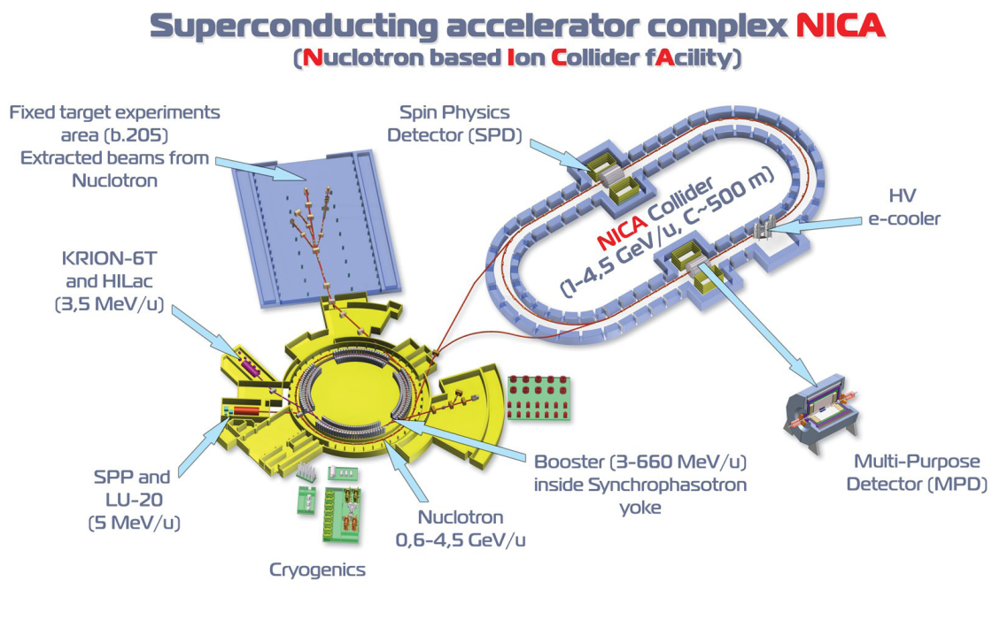 Superconducting accelerator complex NICA
(Nuclotron based Ion Collider fAcility)
Fixed target experiments
area (b.205)
Extracted beams from
Nuclotron
Spin Physics
Detector (SPD)
NICA Collider
(1-4,5 GeV/u, C~500 m)
HV
e-cooler
KRION-6T
and HILac
(3,5 MeV/u)
SPP and
LU-20
(5 MeV/u)
Cryogenics
Nuclotron
0,6-4,5 GeV/u
Booster (3-660 MeV/u)
inside Synchrophasotron
yoke
Multi-Purpose
Detector (MPD)